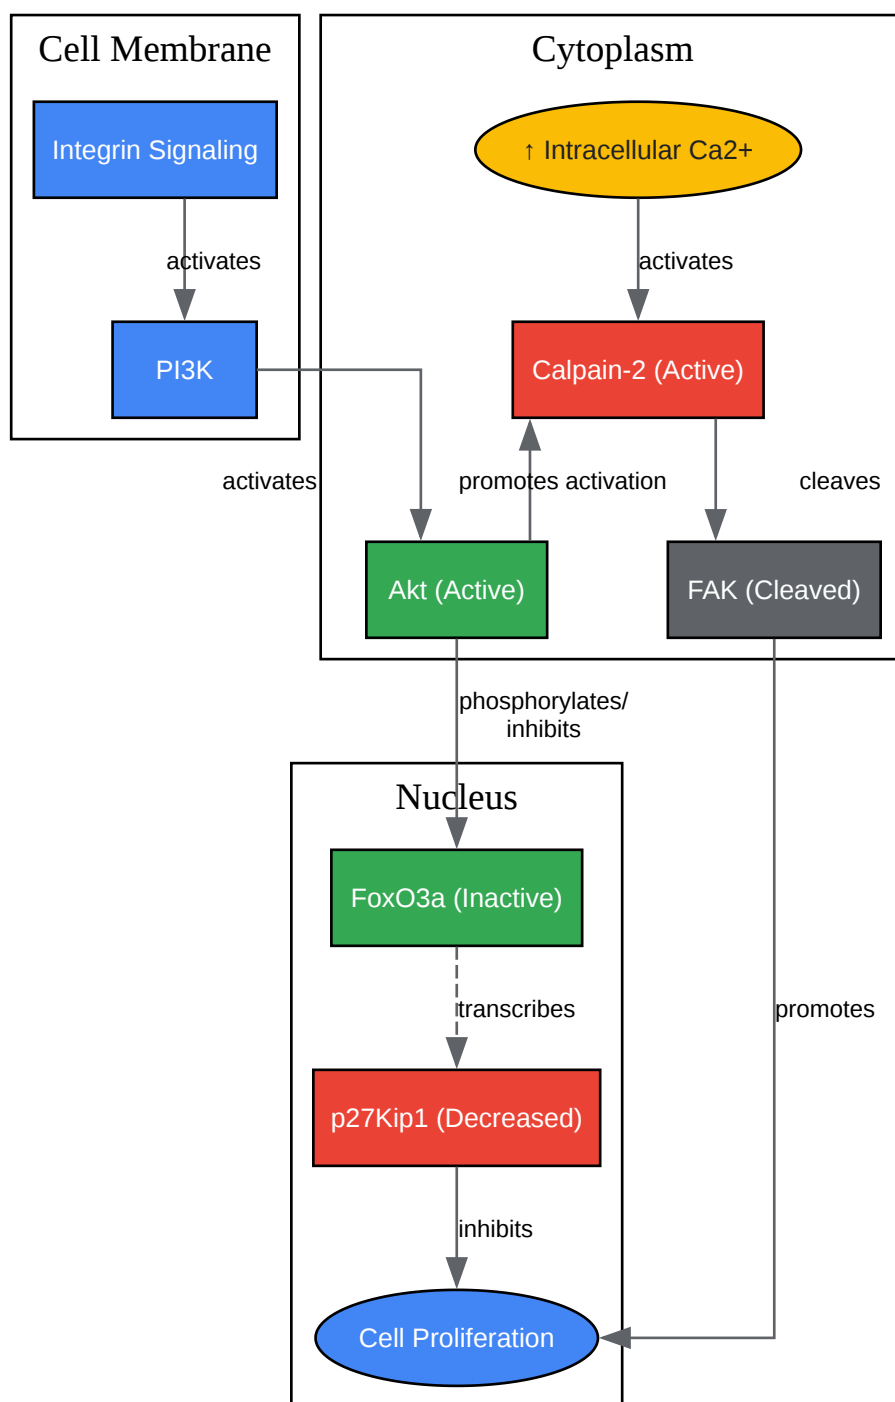 Cell Membrane
Cytoplasm
Integrin Signaling
↑ Intracellular Ca2+
activates
activates
PI3K
Calpain-2 (Active)
activates
promotes activation
cleaves
Akt (Active)
FAK (Cleaved)
phosphorylates/
inhibits
Nucleus
FoxO3a (Inactive)
transcribes
promotes
p27Kip1 (Decreased)
inhibits
Cell Proliferation